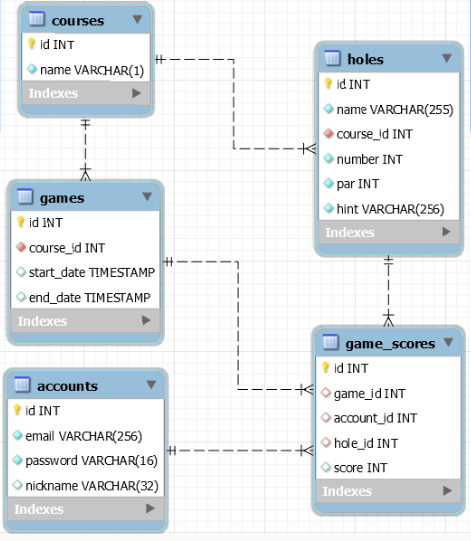 courses
id INT
name VARCHAR(1)
Indexes
holes
id INT
name VARCHAR(255)
course_id INT
number INT
par INT
hint VARCHAR(256)
Indexes
games
id INT
course_id INT
start_date TIMESTAMP
end_date TIMESTAMP
Indexes
game_scores
id INT
game_id INT
account_id INT
hole_id INT
score INT
Indexes
accounts
id INT
email VARCHAR(256)
password VARCHAR(16)
nickname VARCHAR(32)
Indexes